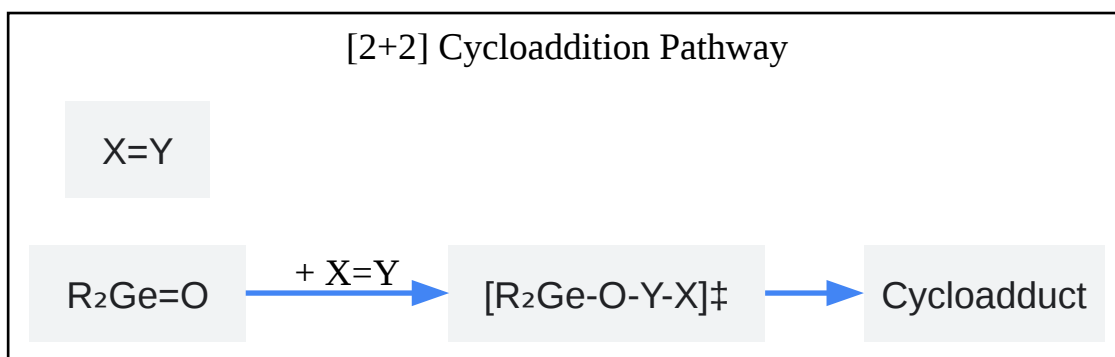 [2+2] Cycloaddition Pathway
X=Y
R₂Ge=O
+ X=Y
[R₂Ge-O-Y-X]‡
Cycloadduct